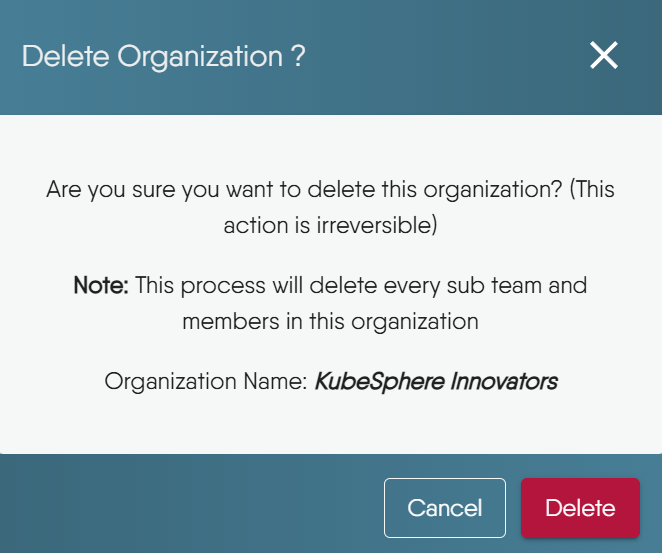 Delete Organization ?
Are you sure you want to delete this organization? (This
action is irreversible)
Note: This process will delete every sub team and
members in this organization
Organization Name: KubeSphere Innovators
Cancel
Delete